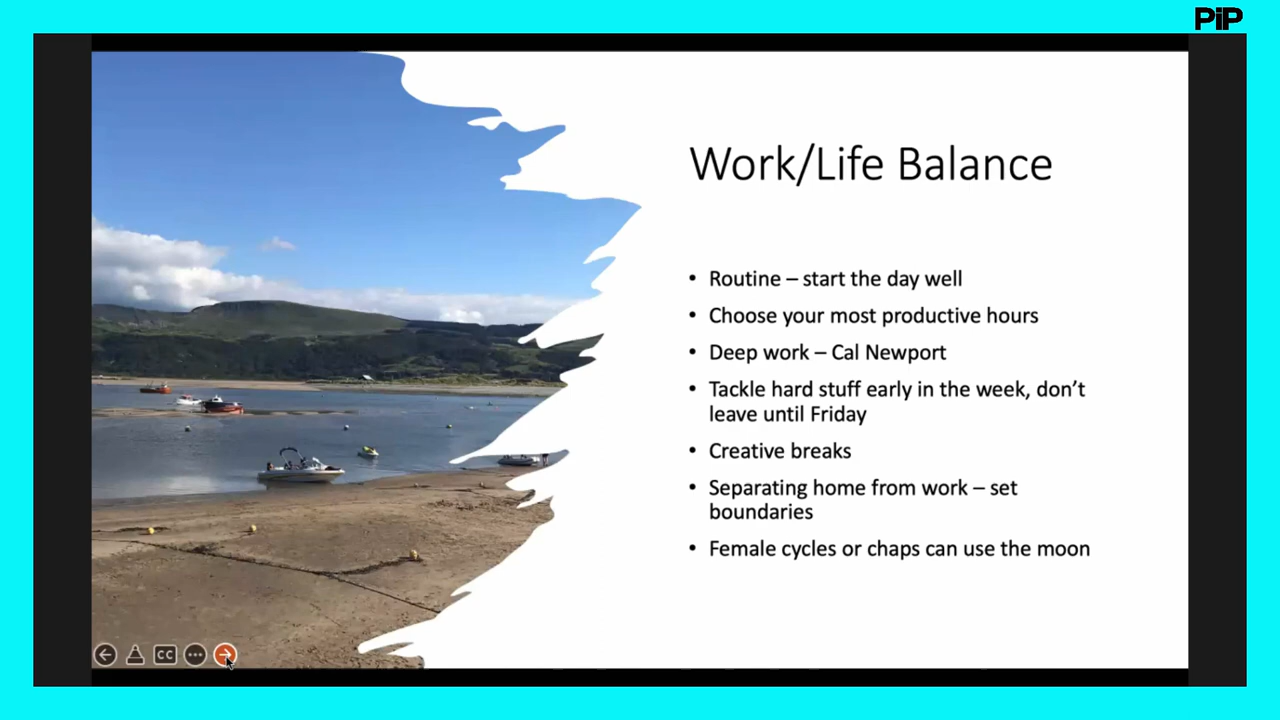 PiP
Work/Life Balance
• Routine – start the day well
• Choose your most productive hours
• Deep work – Cal Newport
• Tackle hard stuff early in the week, don’t
leave until Friday
• Creative breaks
• Separating home from work – set
boundaries
• Female cycles or chaps can use the moon
CC